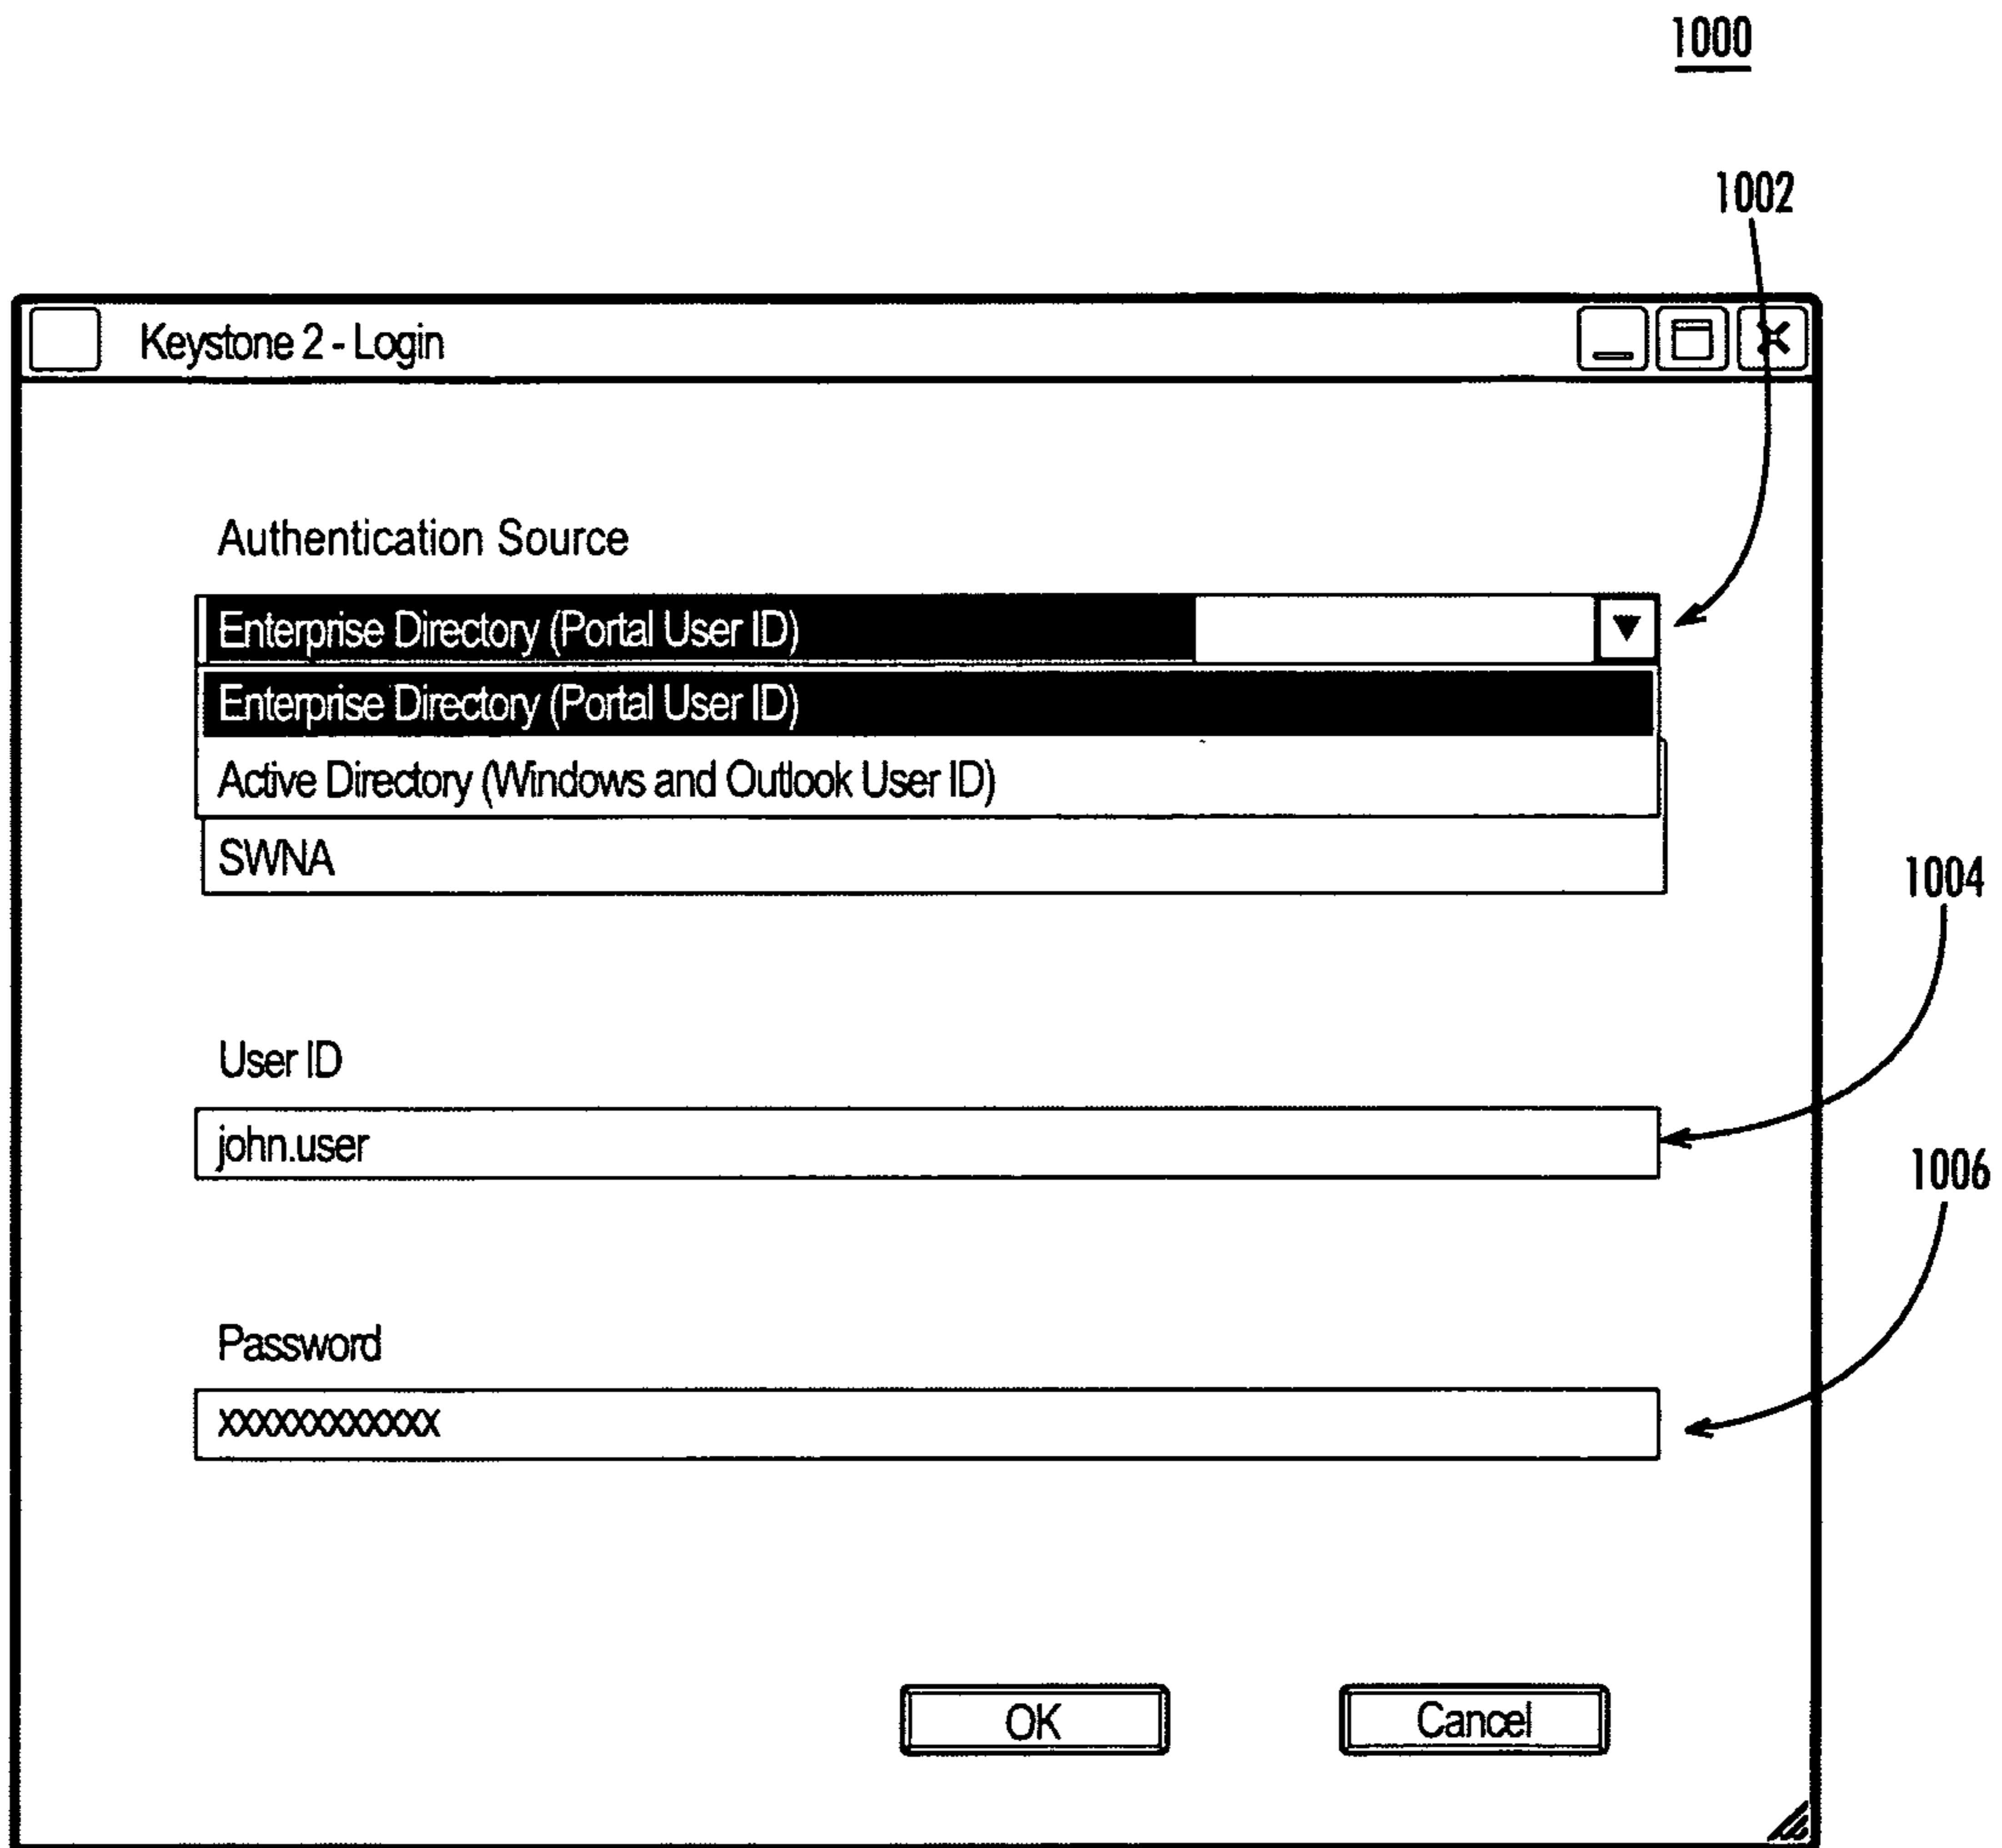 1000
1002
Keystone 2 - Login
Authentication Source
Enterprise Directory (Portal User ID)
Enterprise Directory (Portal User ID)
Active Directory (Windows and Outlook User ID)
SWNA
1004
User ID
john.user
1006
Password
xxxxxxxxxxxx
OK
Cancel